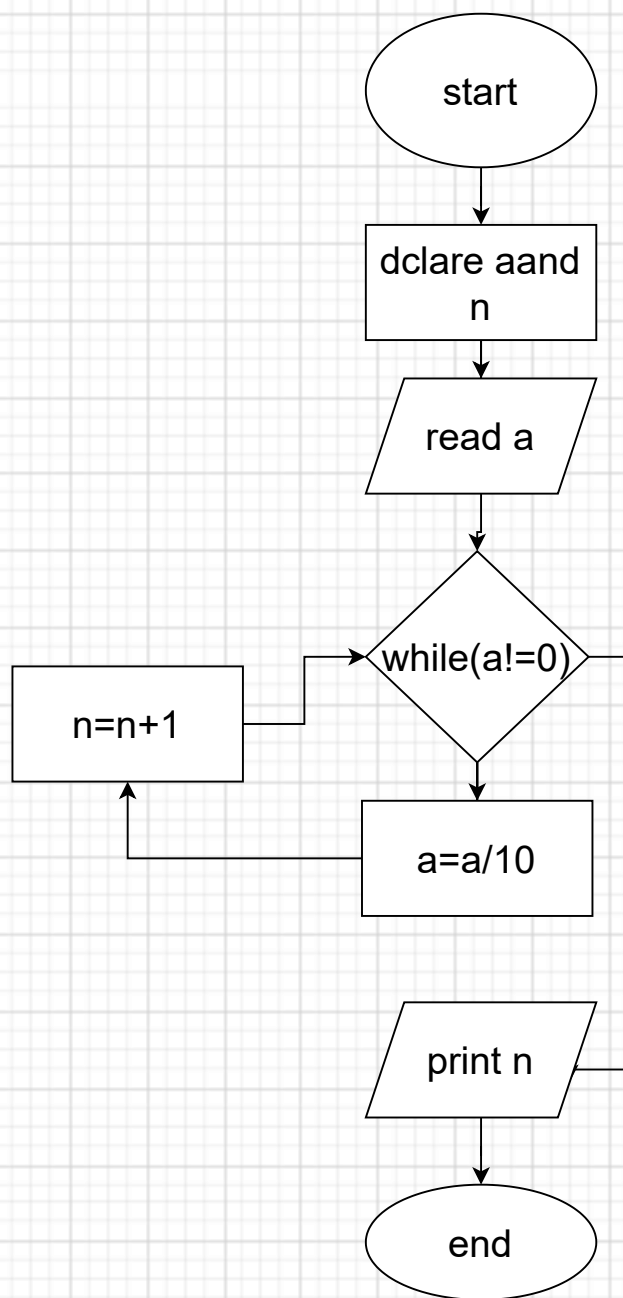 start
dclare aand
n
read a
while(a!=0)
n=n+1
a=a/10
print n
end